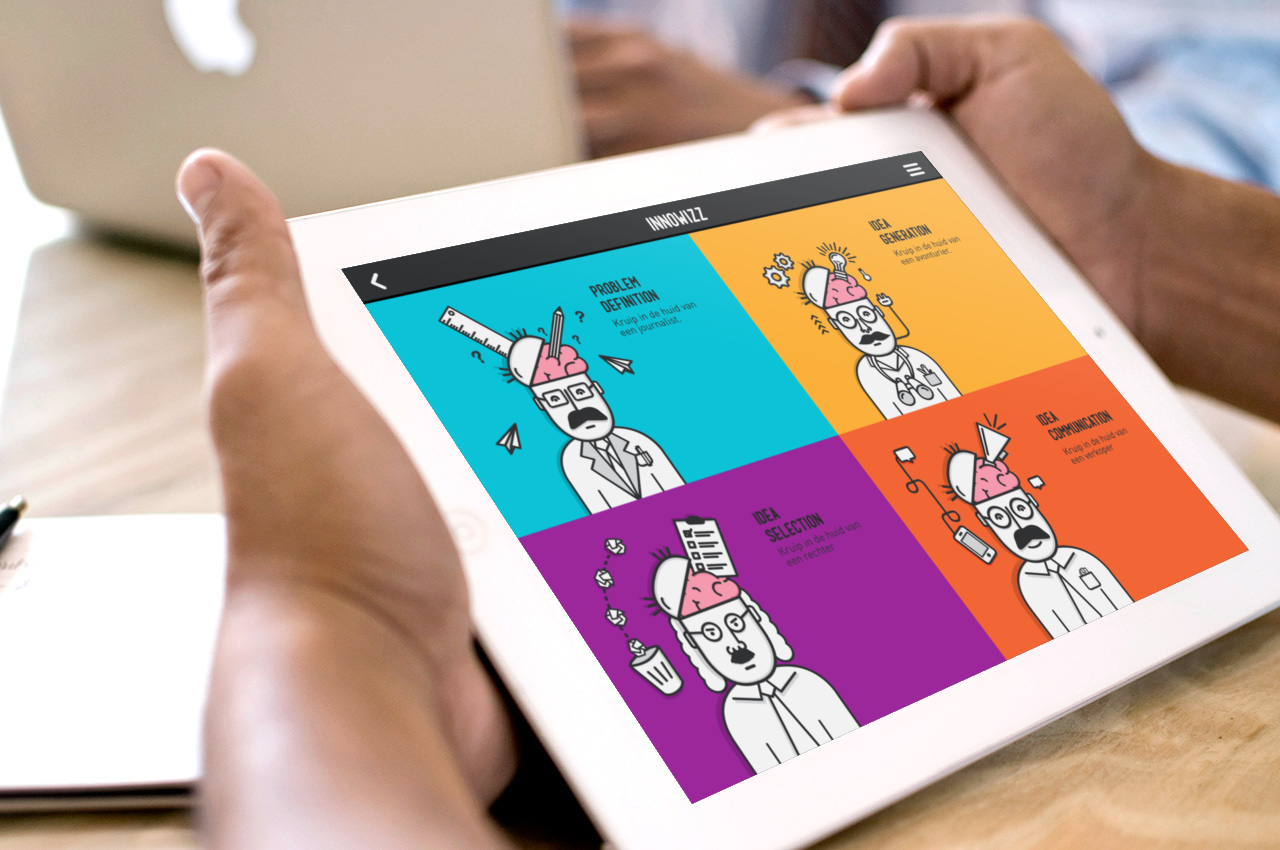 INNOWIZZ
PROBLEM
DEFINITION
Kruip in de huid van
een journalist.
IDEA
GENERATION
Kruip in de huid van
een avonturier.
IDEA
SELECTION
Kruip in de huid van
een rechter
IDEA
COMMUNICATION
Kruip in de huid van
een verkoper